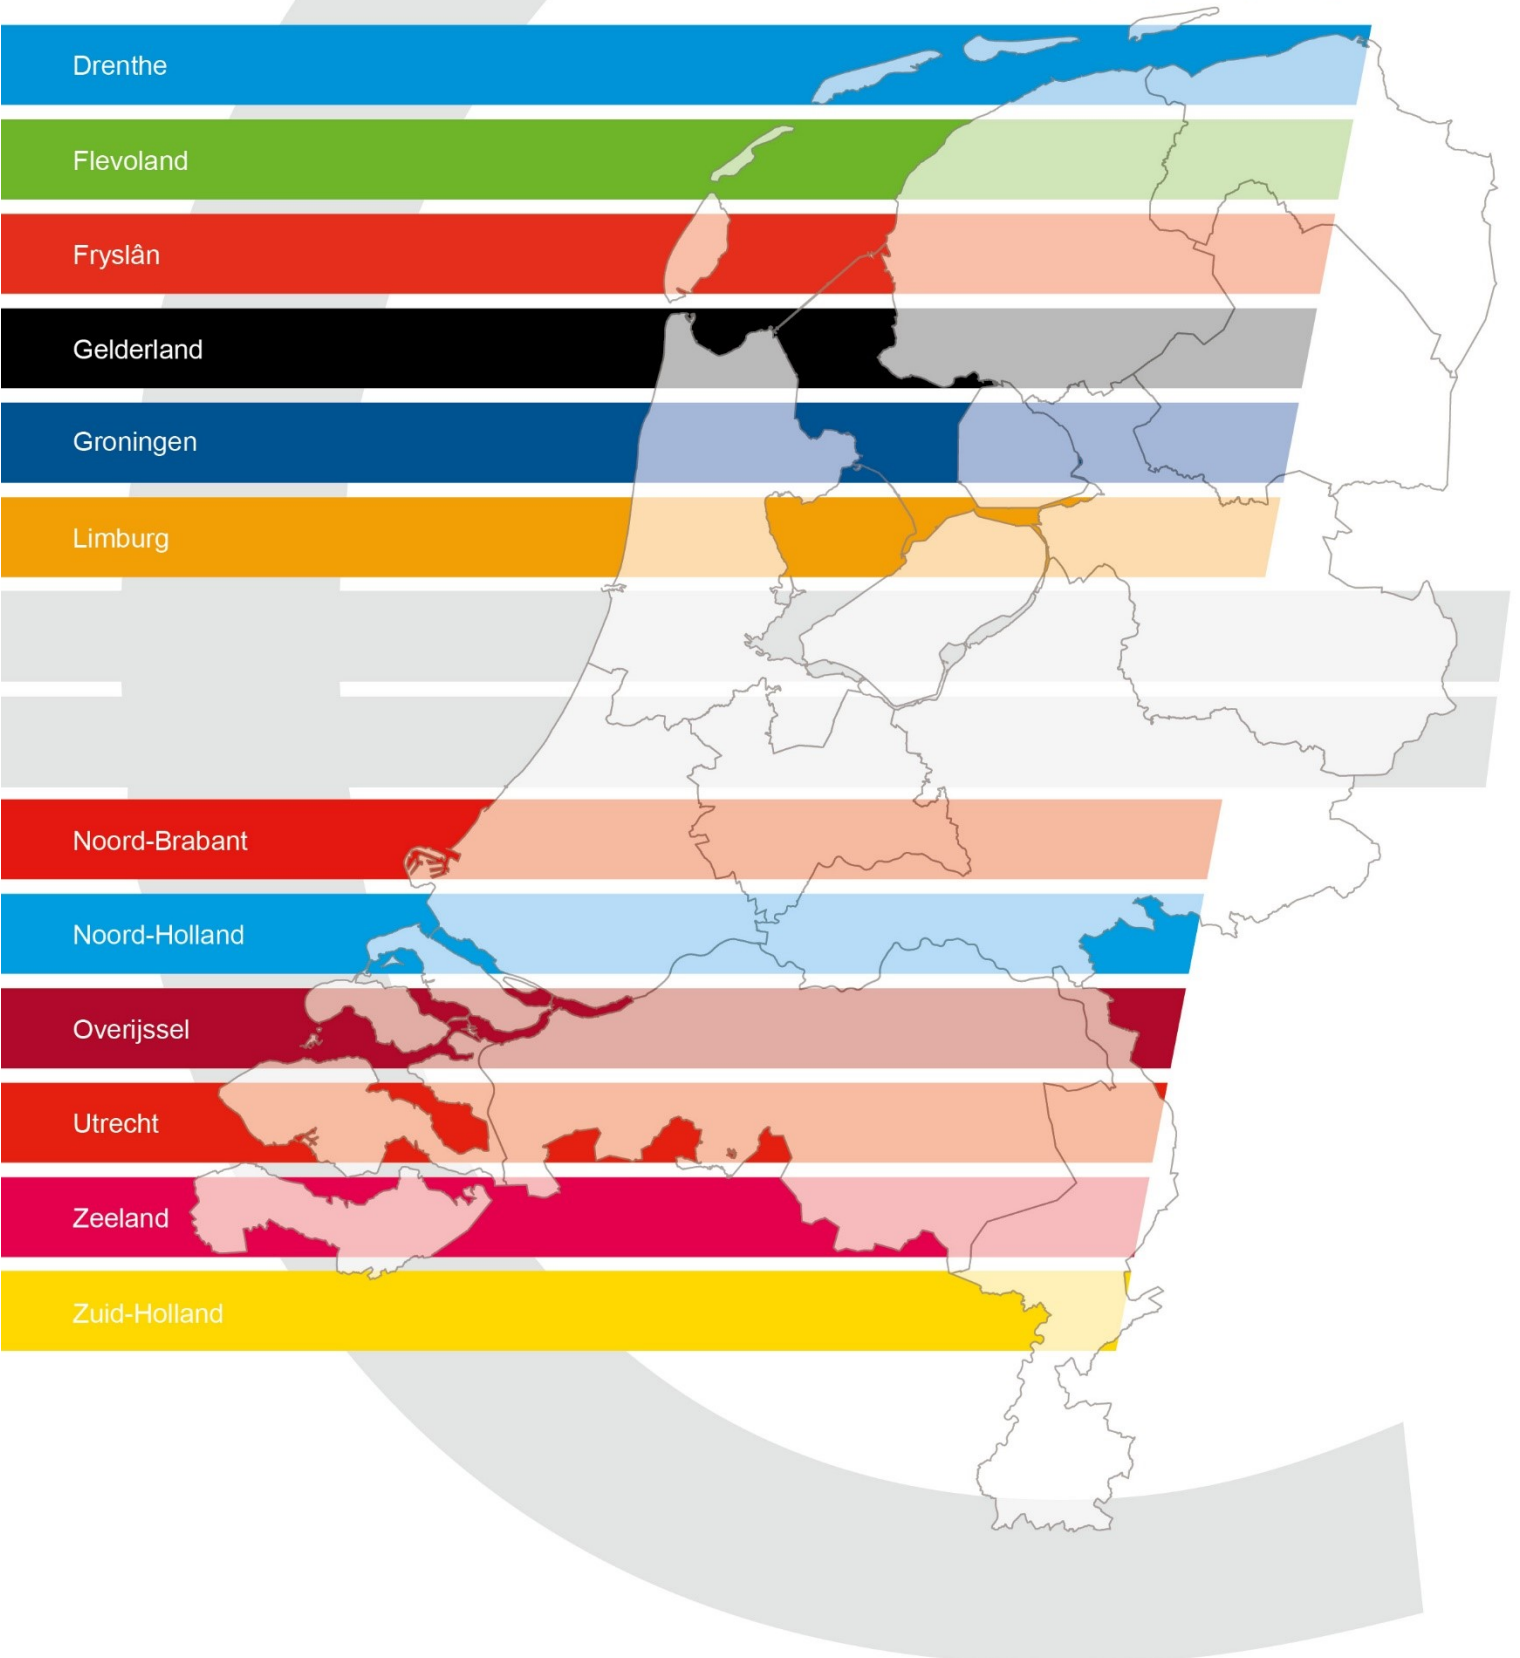 Drenthe
Flevoland
Fryslân
Gelderland
Groningen
Limburg
Noord-Brabant
Noord-Holland
Overijssel
Utrecht
Zeeland
Zuid-Holland